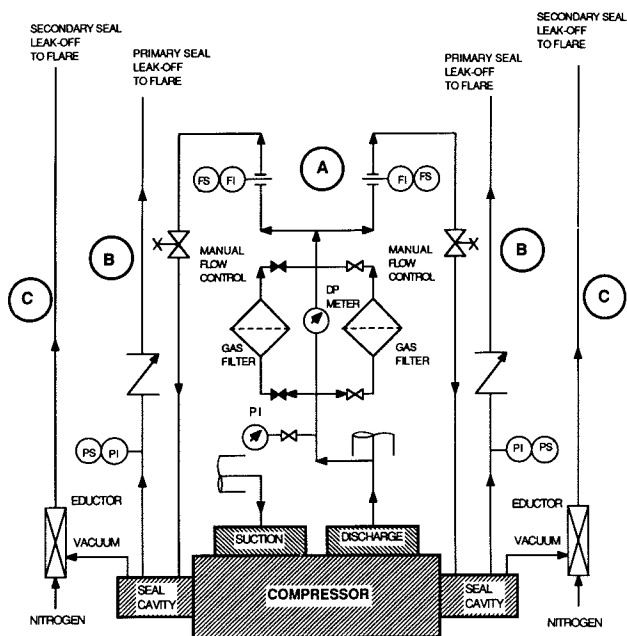 SECONDARY SEAL
LEAK-OFF
TO FLARE
PRIMARY SEAL
LEAK-OFF
TO FLARE
SECONDARY SEAL
LEAK-OFF
TO FLARE
PRIMARY SEAL
LEAK-OFF
TO FLARE
A
FS
FI
FI
FS
B
MANUAL
FLOW
CONTROL
MANUAL
FLOW
CONTROL
B
C
DP
METER
C
GAS
FILTER
GAS
FILTER
PI
PS
PI
PI
PS
EDUCTOR
EDUCTOR
VACUUM
SUCTION
DISCHARGE
VACUUM
SEAL
CAVITY
COMPRESSOR
SEAL
CAVITY
NITROGEN
NITROGEN